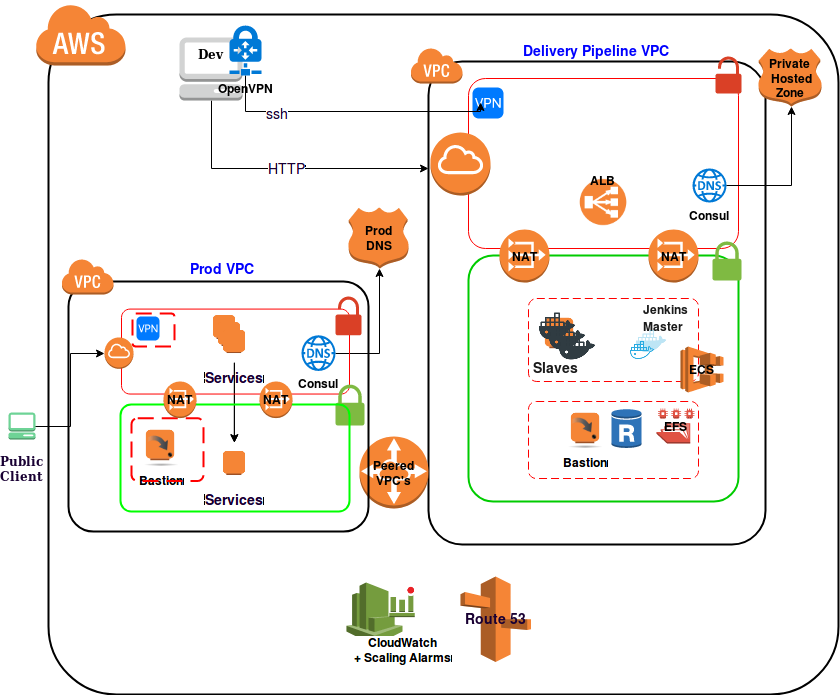 AWS
Dev
OpenVPN
ssh
HTTP
Delivery Pipeline VPC
VPC
VPN
Private
Hosted
Zone
ALB
DNS
Consul
NAT
NAT
Prod
DNS
Prod VPC
VPC
VPN
Services
DNS
Consul
NAT
NAT
Bastion
Services
Public
Client
Peered
VPC's
Jenkins
Master
Slaves
ECS
Bastion
R
EFS
CloudWatch
+ Scaling Alarms
Route 53